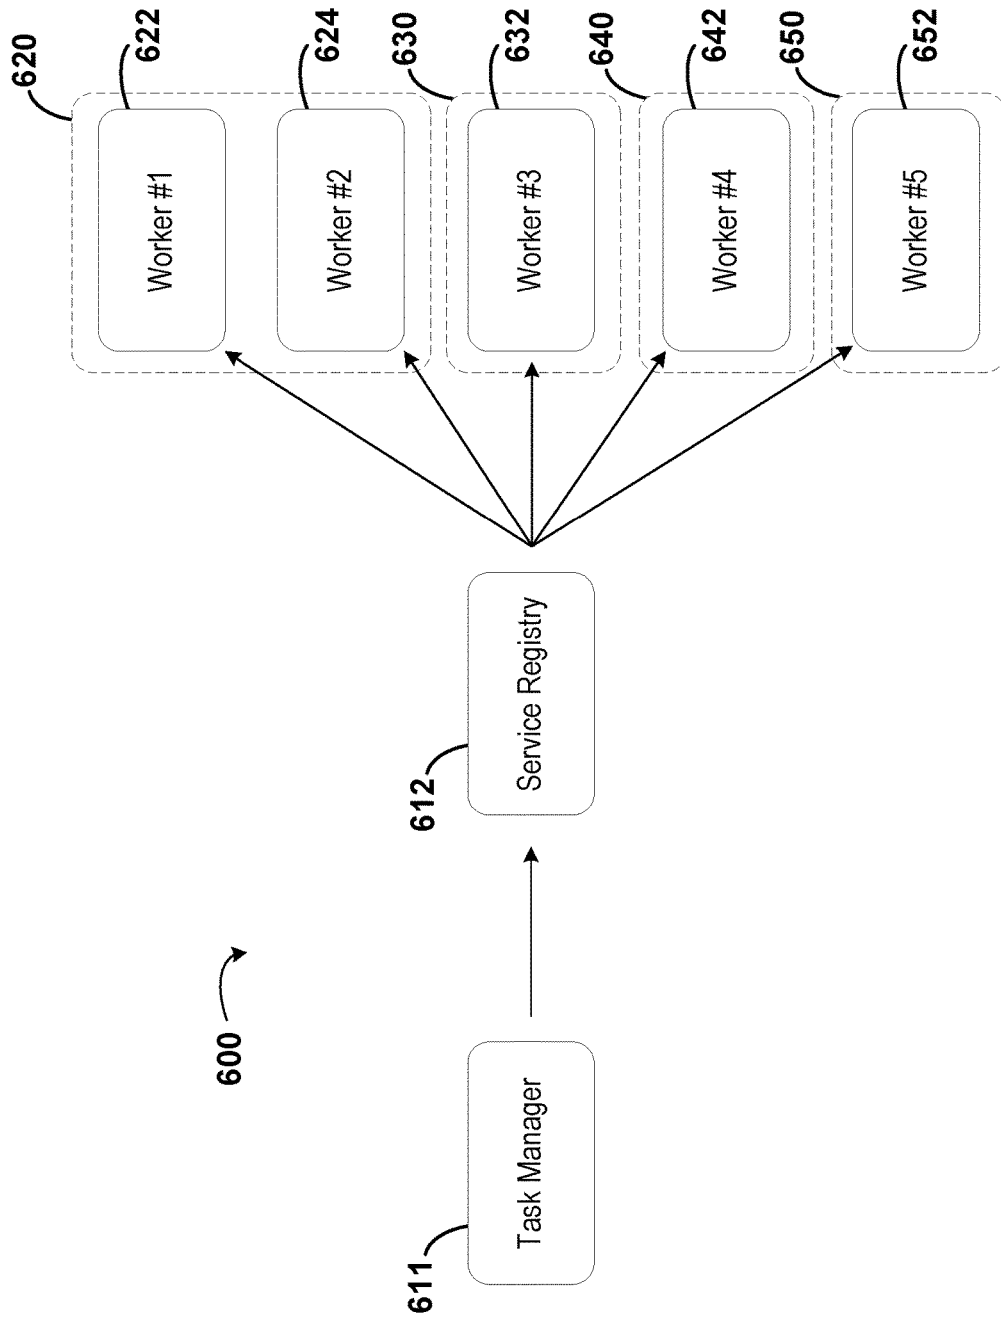 600
611
Task Manager
612
Service Registry
620
622
Worker #1
624
Worker #2
630
632
Worker #3
640
642
Worker #4
650
652
Worker #5